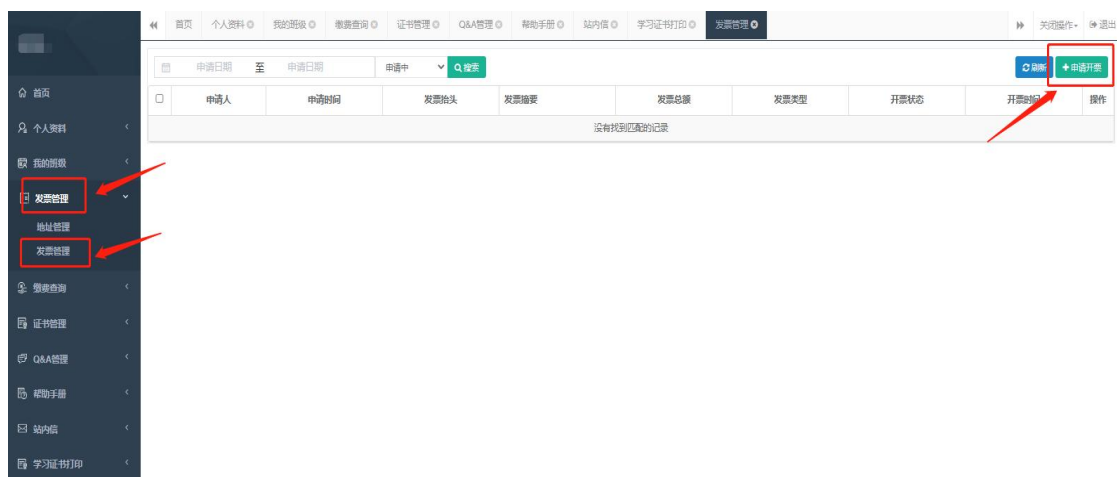 首页 个人资料 我的班级 缴费查询 证书管理 Q&A管理 帮助手册 站内信 学习证书打印 发票管理 关闭操作 退出
申请日期 至 申请日期 申请中 搜索 刷新 申请开票
申请人 申请时间 发票抬头 发票摘要 发票总额 发票类型 开票状态 开票时间 操作
没有找到匹配的记录
首页
个人资料
我的班级
发票管理
地址管理
发票管理
缴费查询
证书管理
Q&A管理
帮助手册
站内信
学习证书打印